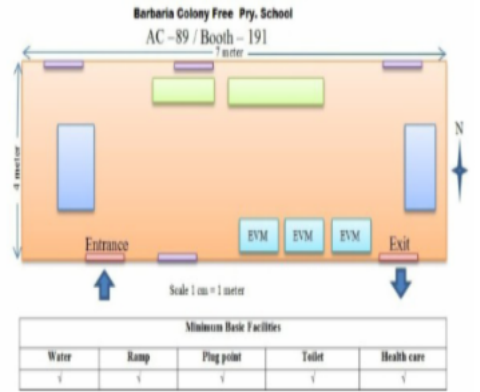 Barbaria Colony Free Pry. School
AC –89 / Booth – 191
7 meter
4 meter
N
EVM EVM EVM
Entrance Exit
Scale 1 cm = 1 meter
Minimum Basic Facilities
Water Ramp Plug point Toilet Health care
√ √ √ √ √